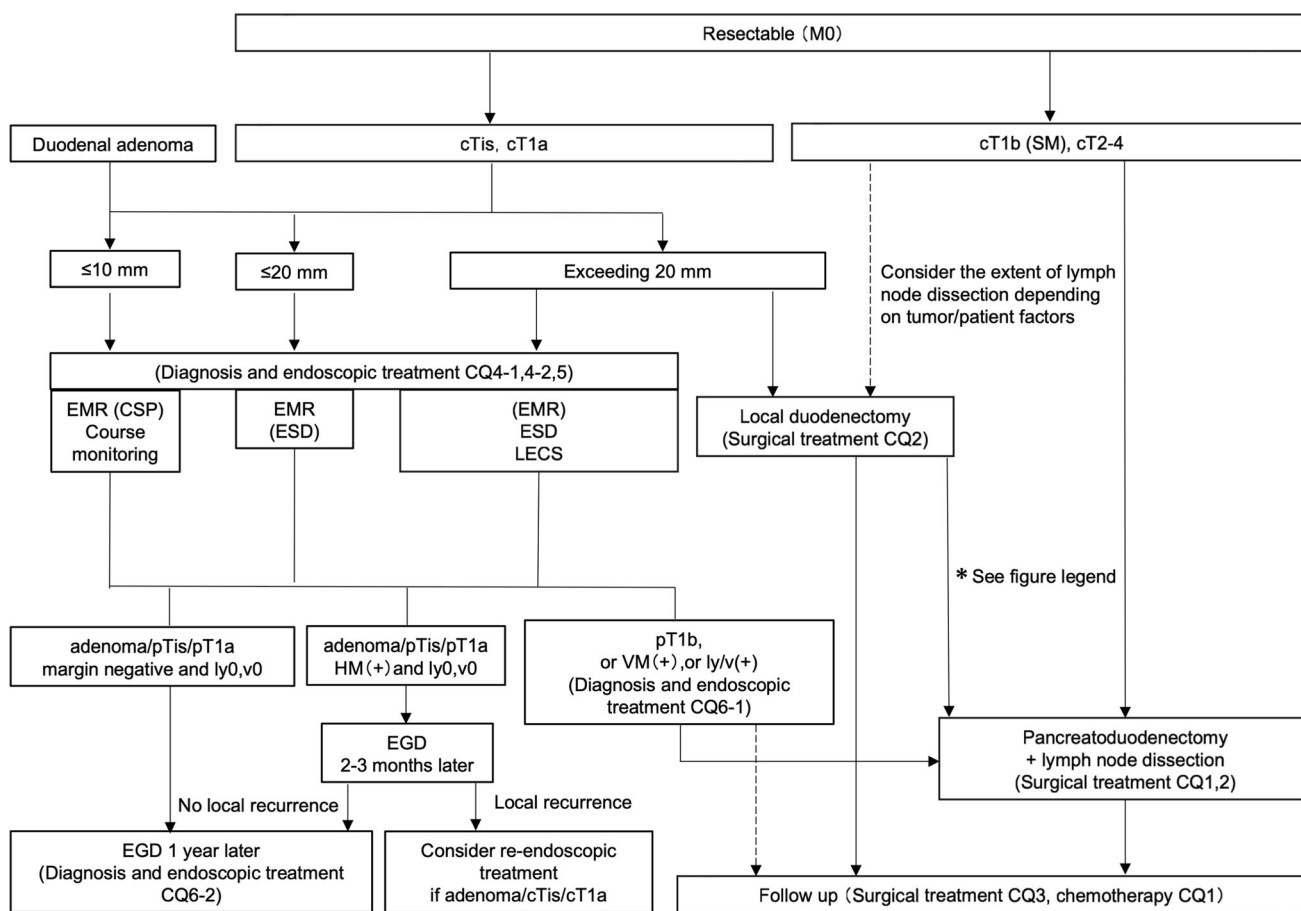 Resectable（M0）
Duodenal adenoma
cTis, cT1a
cT1b (SM), cT2-4
≤10 mm
≤20 mm
Exceeding 20 mm
Consider the extent of lymph
node dissection depending
on tumor/patient factors
(Diagnosis and endoscopic treatment CQ4-1,4-2,5)
EMR (CSP)
Course
monitoring
EMR
(ESD)
(EMR)
ESD
LECS
Local duodenectomy
(Surgical treatment CQ2)
* See figure legend
adenoma/pTis/pT1a
margin negative and ly0,v0
adenoma/pTis/pT1a
HM(+) and ly0,v0
pT1b,
or VM(+),or ly/v(+)
(Diagnosis and endoscopic
treatment CQ6-1)
EGD
2-3 months later
Pancreatoduodenectomy
+ lymph node dissection
(Surgical treatment CQ1,2)
No local recurrence
Local recurrence
EGD 1 year later
(Diagnosis and endoscopic treatment
CQ6-2)
Consider re-endoscopic
treatment
if adenoma/cTis/cT1a
Follow up（Surgical treatment CQ3, chemotherapy CQ1）